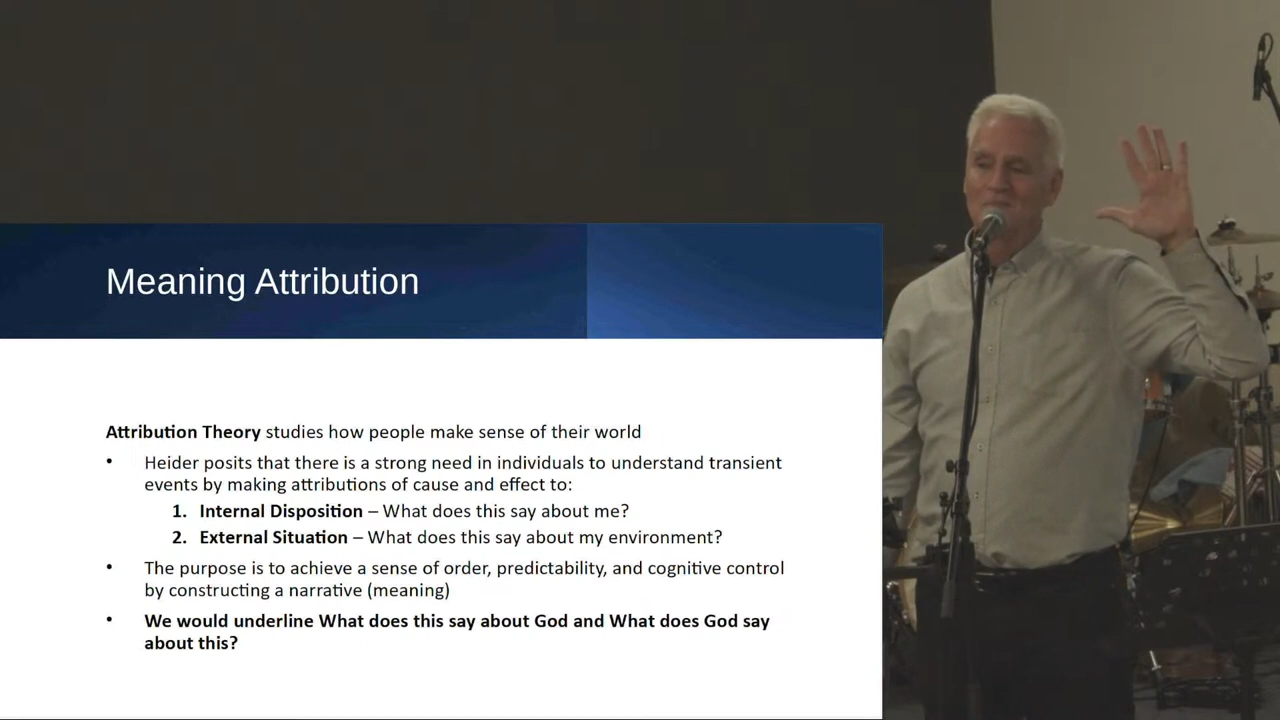 Meaning Attribution
Attribution Theory studies how people make sense of their world
• Heider posits that there is a strong need in individuals to understand transient
events by making attributions of cause and effect to:
1. Internal Disposition – What does this say about me?
2. External Situation – What does this say about my environment?
• The purpose is to achieve a sense of order, predictability, and cognitive control
by constructing a narrative (meaning)
• We would underline What does this say about God and What does God say
about this?